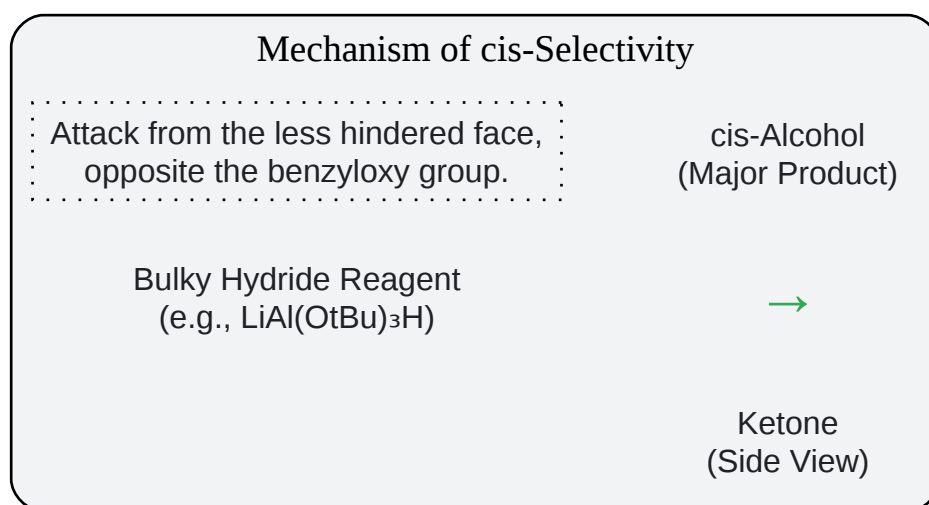 Mechanism of cis-Selectivity
Attack from the less hindered face,
opposite the benzyloxy group.
cis-Alcohol
(Major Product)
Bulky Hydride Reagent
(e.g., LiAl(OtBu)₃H)
→
Ketone
(Side View)